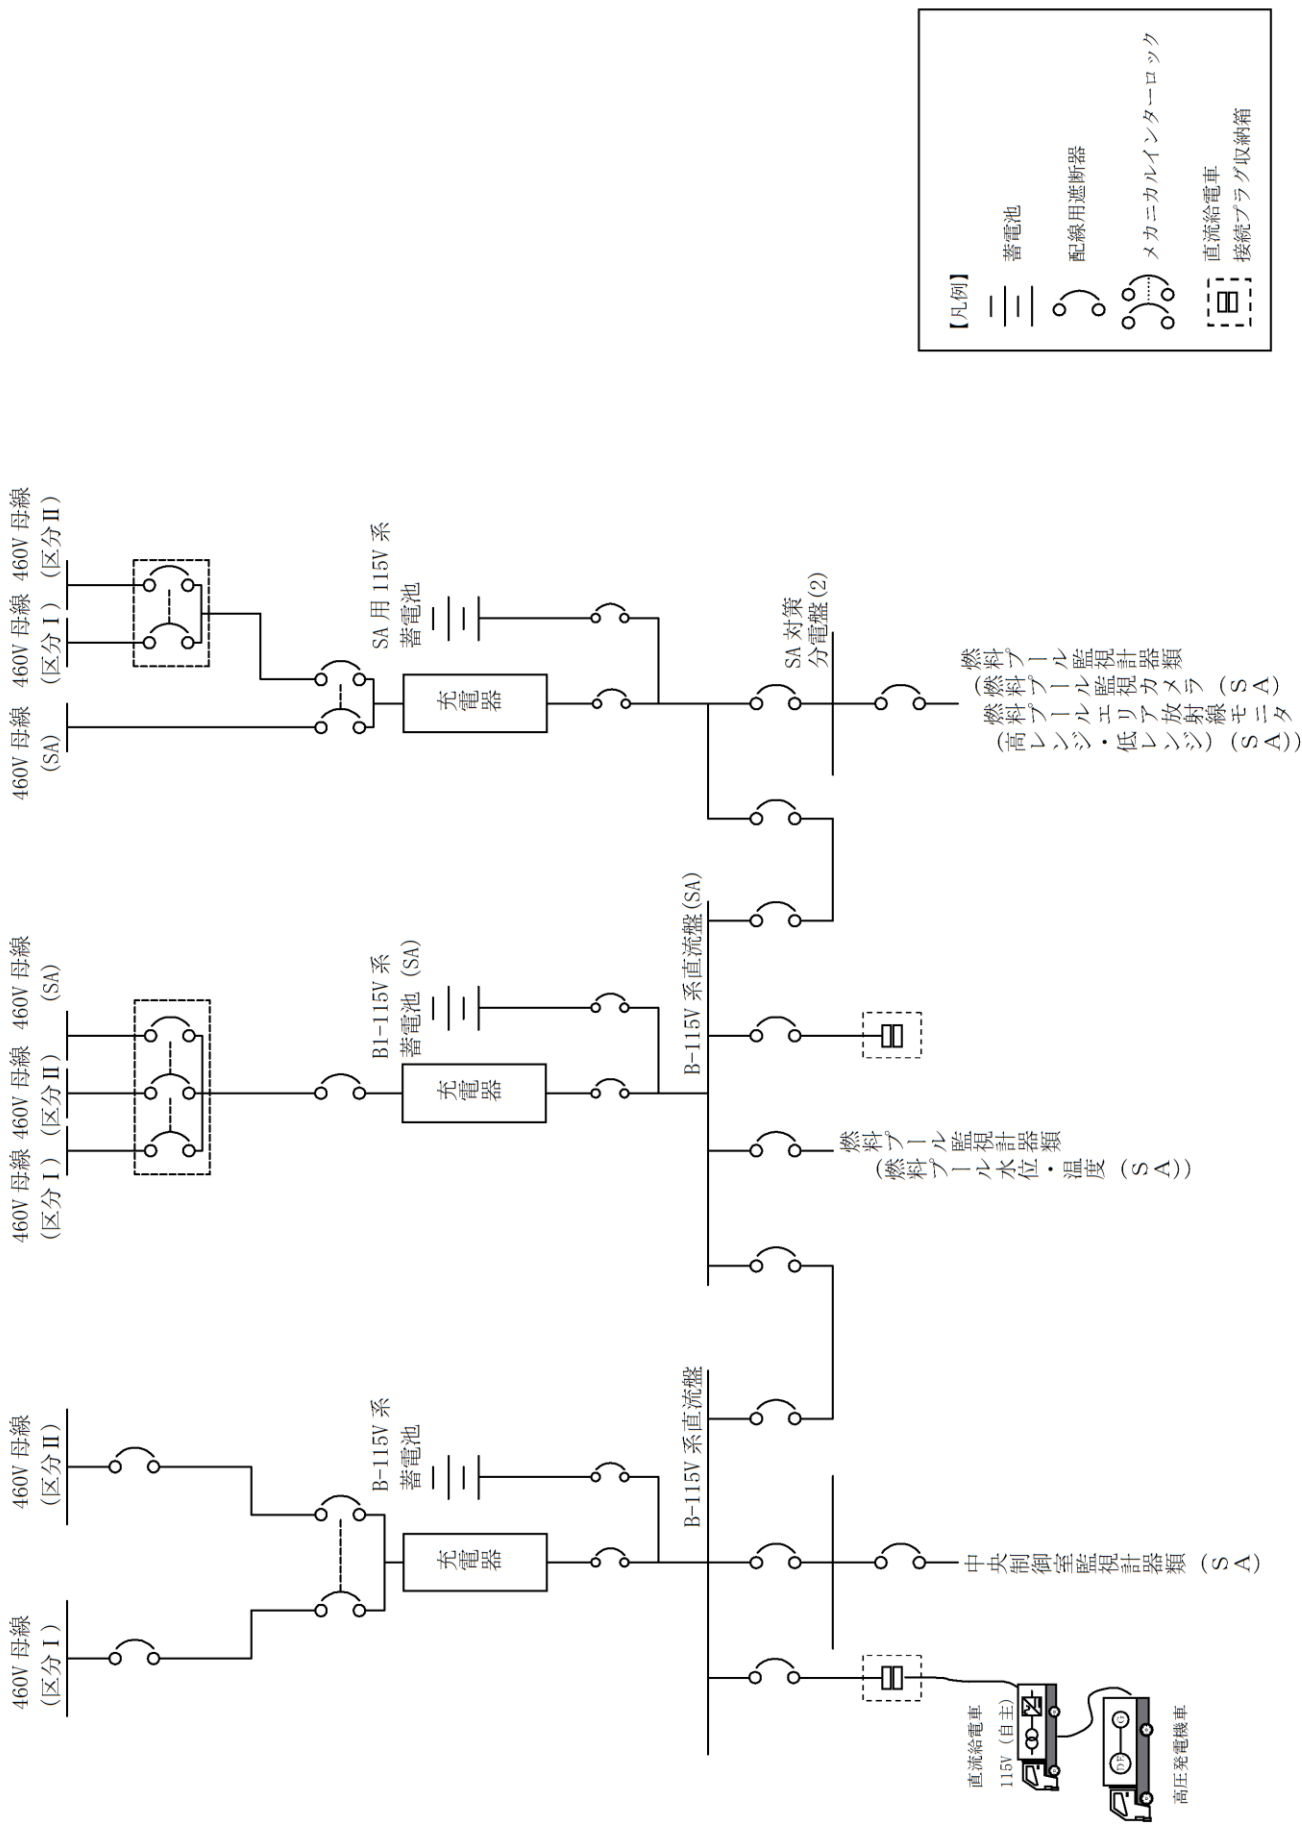 460V 母線
(区分Ⅰ)
460V 母線
(区分Ⅱ)
B-115V 系
蓄電池
充電器
B-115V 系直流盤
中央制御室監視計器類（ＳＡ）
直流給電車
115V（自主）
DE
G
高圧発電機車
460V 母線
(区分Ⅰ)
460V 母線
(区分Ⅱ)
460V 母線
(SA)
B1-115V 系
蓄電池 (SA)
充電器
B-115V 系直流盤(SA)
燃料プール監視計器類
（燃料プール水位・温度（ＳＡ））
460V 母線
(SA)
460V 母線
(区分Ⅰ)
460V 母線
(区分Ⅱ)
SA 用 115V 系
蓄電池
充電器
SA 対策
分電盤(2)
燃料プール監視計器類
（燃料プール監視カメラ（ＳＡ）
燃料プールエリア放射線モニタ
（高レンジ・低レンジ）（ＳＡ））
【凡例】
蓄電池
配線用遮断器
メカニカルインターロック
直流給電車
接続プラグ収納箱